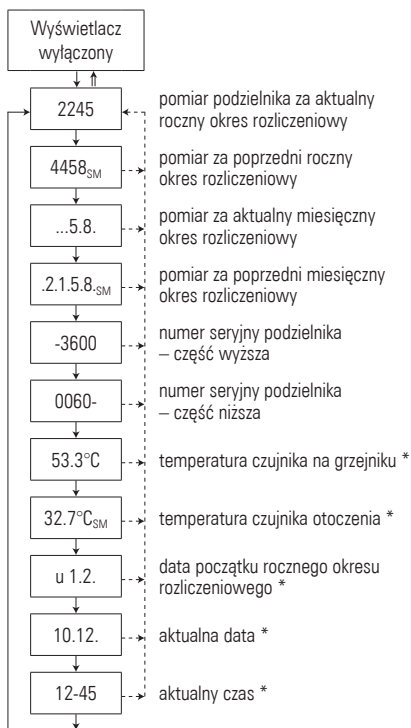 Wyświetlacz
wyłączony
2245
pomiar podzielnika za aktualny
roczny okres rozliczeniowy
4458SM
pomiar za poprzedni roczny
okres rozliczeniowy
...5.8.
pomiar za aktualny miesięczny
okres rozliczeniowy
.2.1.5.8.SM
pomiar za poprzedni miesięczny
okres rozliczeniowy
-3600
numer seryjny podzielnika
– część wyższa
0060-
numer seryjny podzielnika
– część niższa
53.3°C
temperatura czujnika na grzejniku *
32.7°CSM
temperatura czujnika otoczenia *
u 1.2.
data początku rocznego okresu
rozliczeniowego *
10.12.
aktualna data *
12-45
aktualny czas *